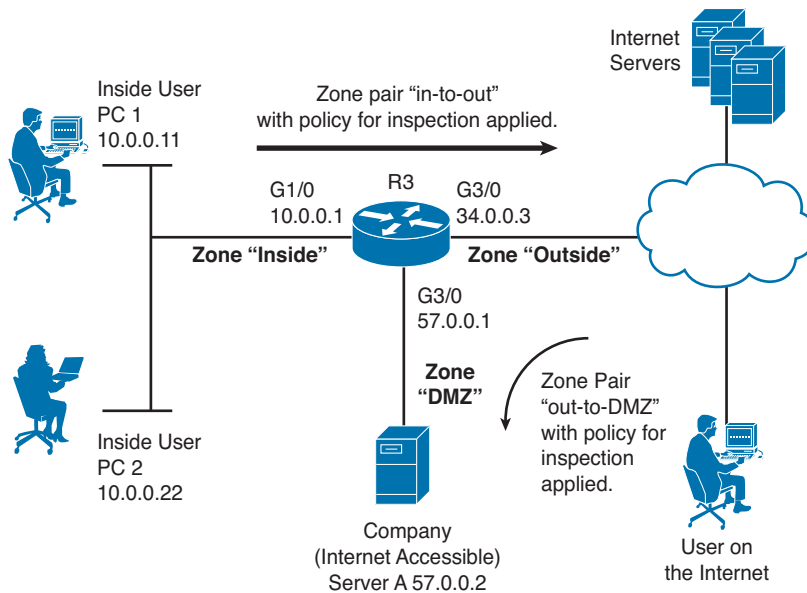 Internet
Servers
Inside User
PC 1
10.0.0.11
Zone pair “in-to-out”
with policy for inspection applied.
R3
G1/0
10.0.0.1
G3/0
34.0.0.3
Zone “Inside”
Zone “Outside”
G3/0
57.0.0.1
Zone
“DMZ”
Zone Pair
“out-to-DMZ”
with policy for
inspection
applied.
Inside User
PC 2
10.0.0.22
Company
(Internet Accessible)
Server A 57.0.0.2
User on
the Internet